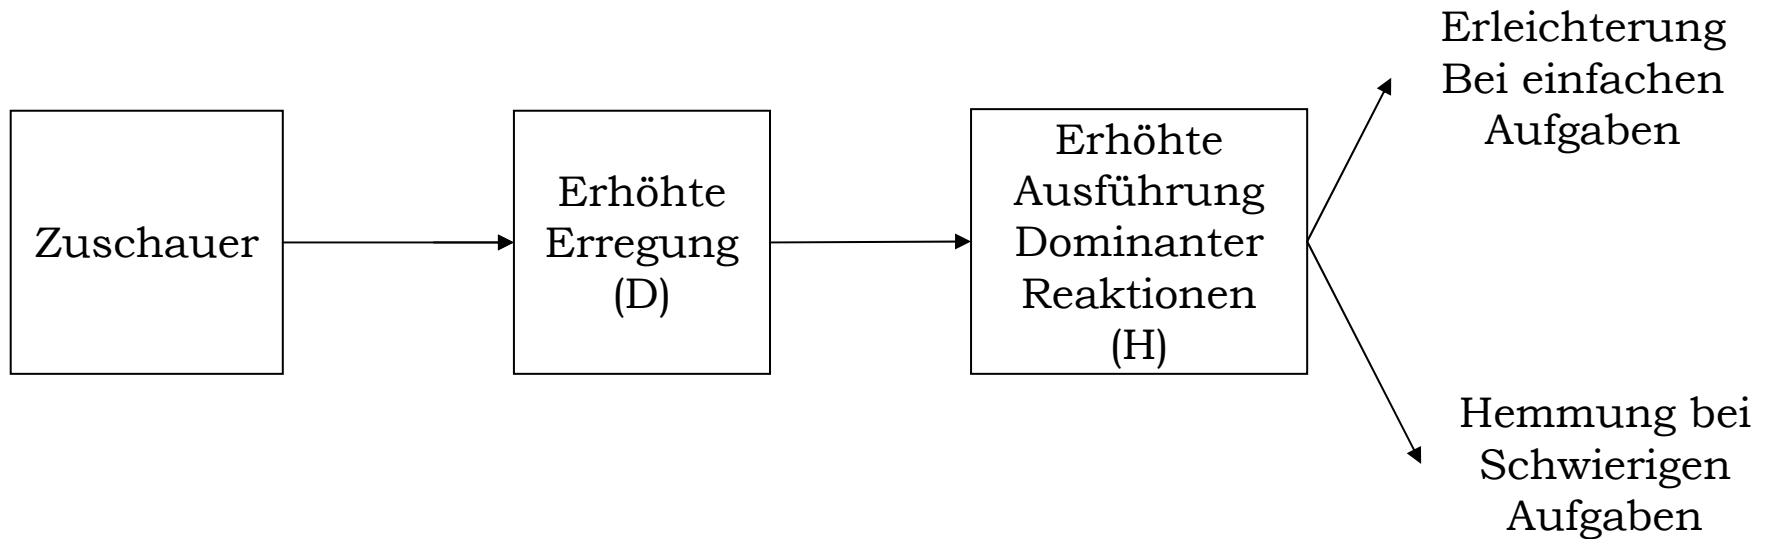 Zuschauer
Erhöhte
Erregung
(D)
Erhöhte
Ausführung
Dominanter
Reaktionen
(H)
Erleichterung
Bei einfachen
Aufgaben
Hemmung bei
Schwierigen
Aufgaben